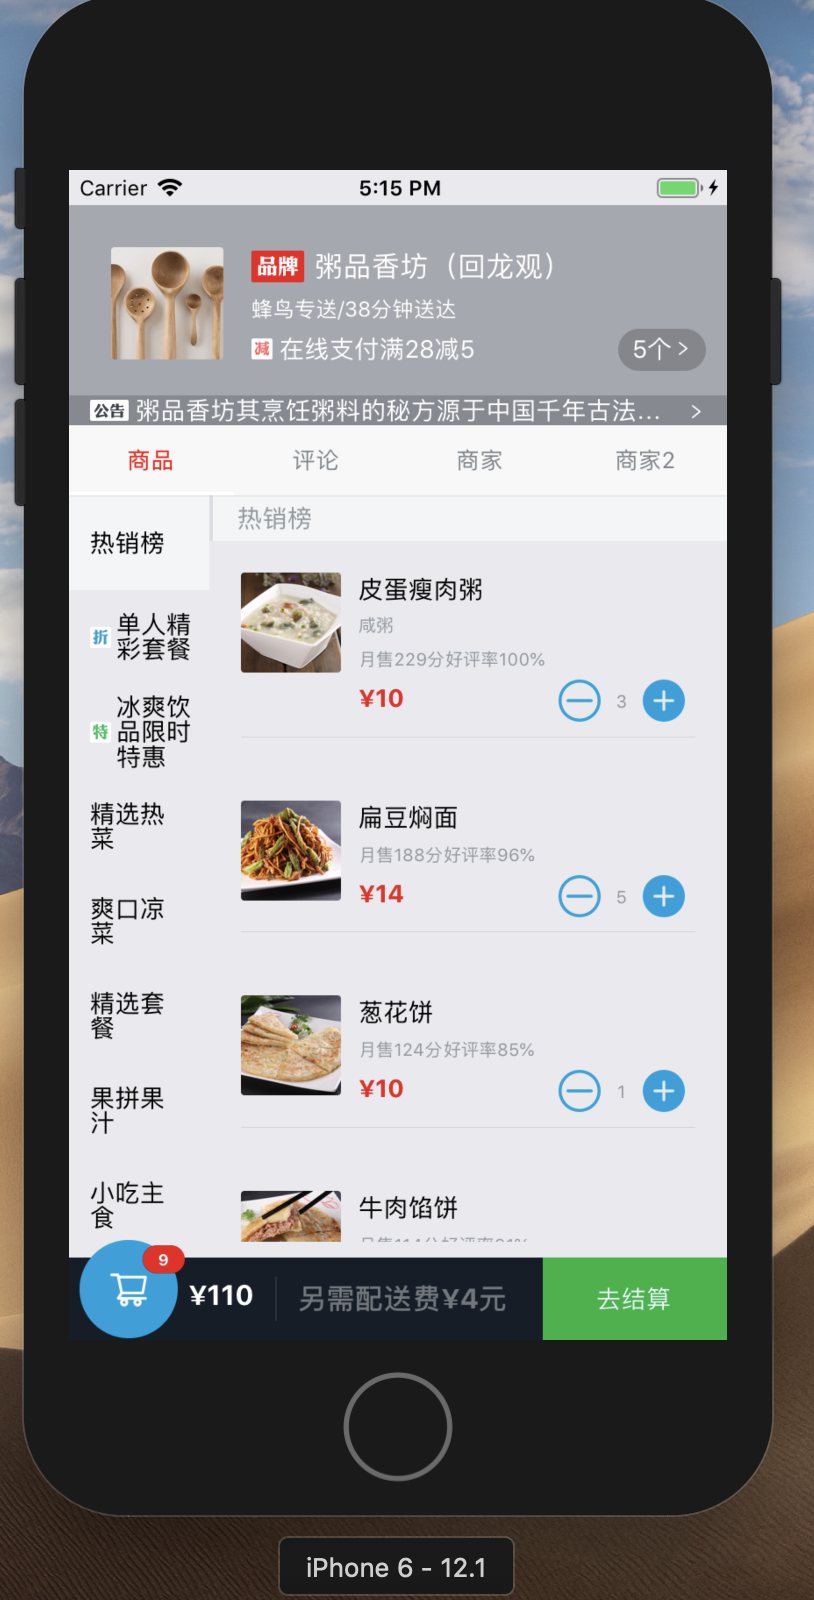 Carrier 5:15 PM
品牌 粥品香坊（回龙观）
蜂鸟专送/38分钟送达
减 在线支付满28减5
5个 >
公告 粥品香坊其烹饪粥料的秘方源于中国千年古法... >
商品 评论 商家 商家2
热销榜
折 单人精
彩套餐
特 冰爽饮
品限时
特惠
精选热
菜
爽口凉
菜
精选套
餐
果拼果
汁
小吃主
食
热销榜
皮蛋瘦肉粥
咸粥
月售229分好评率100%
¥10
3
扁豆焖面
月售188分好评率96%
¥14
5
葱花饼
月售124分好评率85%
¥10
1
牛肉馅饼
9
¥110
另需配送费¥4元
去结算
iPhone 6 - 12.1